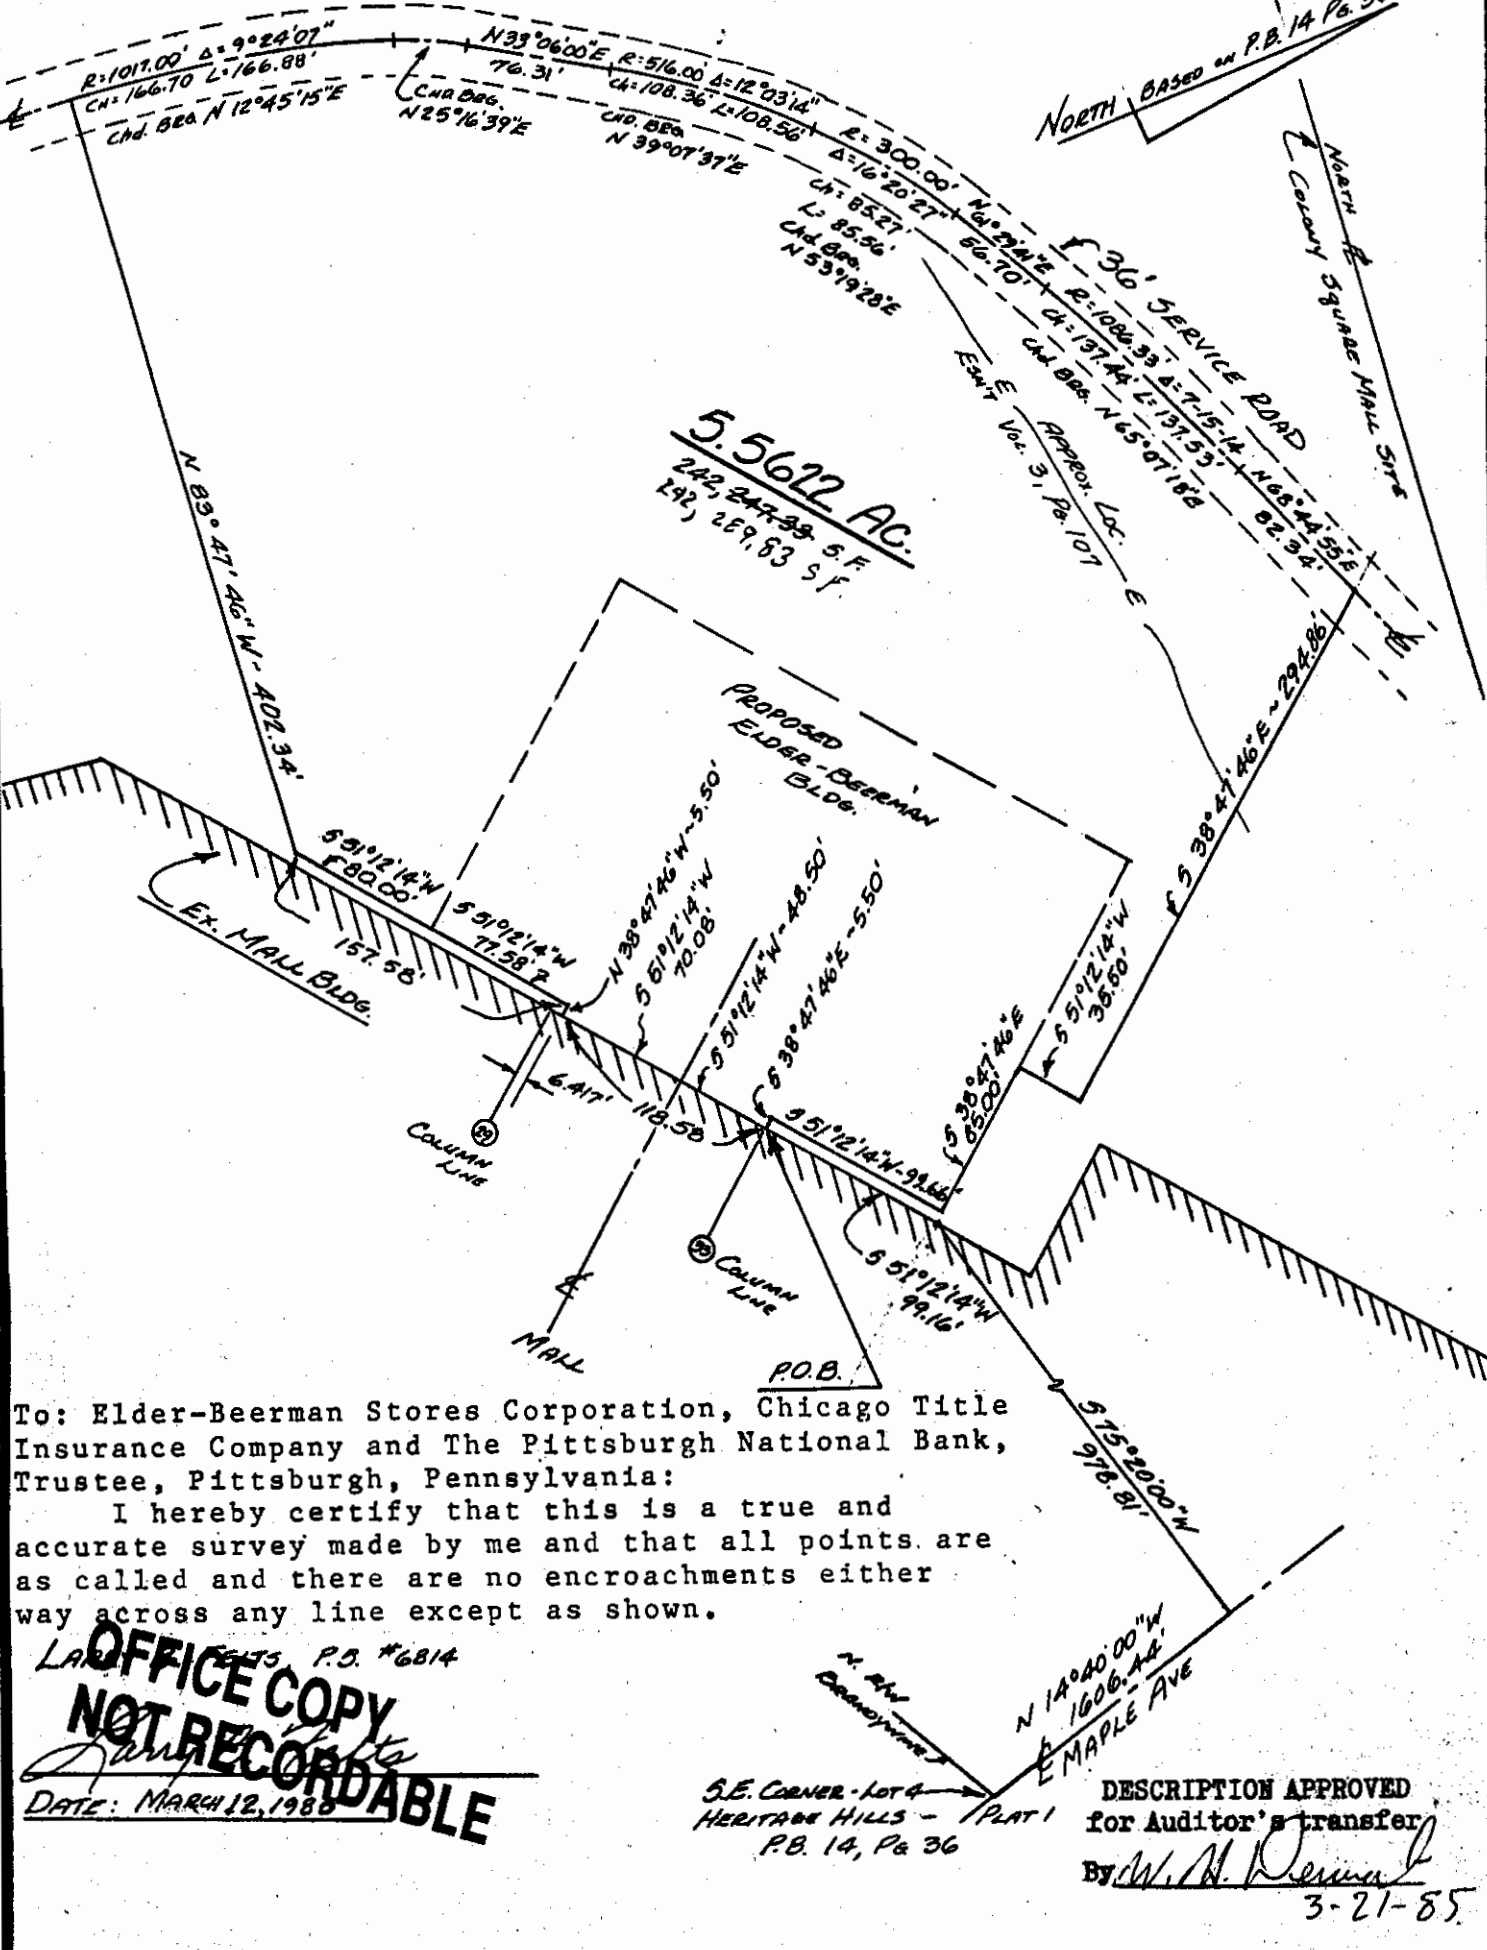 R=1017.00' Δ=9°24'07"
CH=166.70 L=166.88'
Chd. BRG N 12°45'15"E
CHD BRG.
N 25°16'39"E
N33°06'00"E
76.31'
R=516.00' Δ=12°03'14"
Ch=108.36' L=108.56'
CHD. BRG
N 39°07'37"E
R=300.00'
Δ=16°20'27"
Ch=85.27'
L=85.56'
Chd. BRG.
N 53°19'28"E
56.70'
R=1086.33' Δ=7-15-14
Ch=137.44' L=137.53'
Chd. BRG. N 65°07'18"E
N 68°44'55"E
82.34'
36' SERVICE ROAD
NORTH BASED ON P.B. 14 PG.
NORTH ℄
COLONY SQUARE MALL SITE
E
ESM'T VOL. 3, PG. 107
APPROX. LOC.
E
5.5622 AC.
242, 247.39 S.F.
242, 289.83 S.F.
N 83°47'46"W - 402.34'
PROPOSED
ELDER-BEERMAN
BLDG.
S 38°47'46"E ~ 294.86'
S 51°12'14"W
80.00'
S 51°12'14"W
77.58'
N 38°47'46"W ~ 5.50'
S 51°12'14"W
70.08'
S 51°12'14"W ~ 48.50'
S 38°47'46"E ~ 5.50'
S 51°12'14"W
35.50'
S 38°47'46"E
85.00'
EX. MALL BLDG.
157.58'
6.417'
118.58
S 51°12'14"W - 99.66'
29
COLUMN
LINE
33
COLUMN
LINE
S 51°12'14"W
99.16'
℄
MALL
P.O.B.
S 75°20'00"W
978.81'
To: Elder-Beerman Stores Corporation, Chicago Title
Insurance Company and The Pittsburgh National Bank,
Trustee, Pittsburgh, Pennsylvania:
I hereby certify that this is a true and
accurate survey made by me and that all points are
as called and there are no encroachments either
way across any line except as shown.
P.S. #6814
OFFICE COPY
NOT RECORDABLE
DATE: MARCH 12, 198
N. R/W
BRANDYWINE
N 14°40'00"W
1606.44'
℄ MAPLE AVE
S.E. CORNER - LOT 4
HERITAGE HILLS - PLAT 1
P.B. 14, PG 36
DESCRIPTION APPROVED
for Auditor's transfer
By W. H.
3-21-85